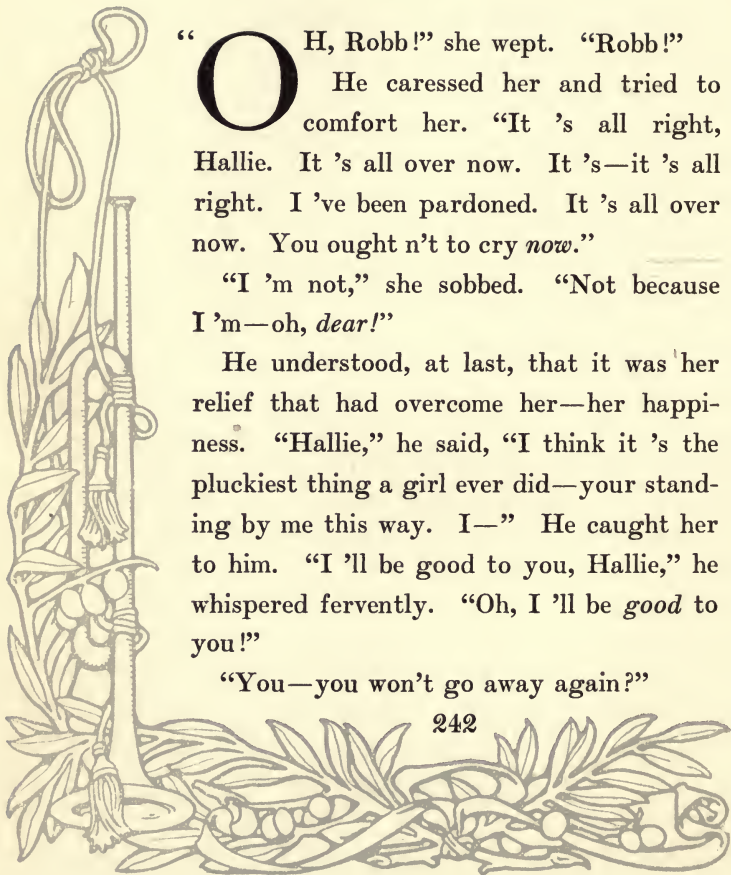 “OH, Robb!” she wept. “Robb!”
He caressed her and tried to
comfort her. “It ’s all right,
Hallie. It ’s all over now. It ’s—it ’s all
right. I ’ve been pardoned. It ’s all over
now. You ought n’t to cry now.”
“I ’m not,” she sobbed. “Not because
I ’m—oh, dear!”
He understood, at last, that it was her
relief that had overcome her—her happi-
ness. “Hallie,” he said, “I think it ’s the
pluckiest thing a girl ever did—your stand-
ing by me this way. I—” He caught her
to him. “I ’ll be good to you, Hallie,” he
whispered fervently. “Oh, I ’ll be good to
you!”
“You—you won’t go away again?”
242